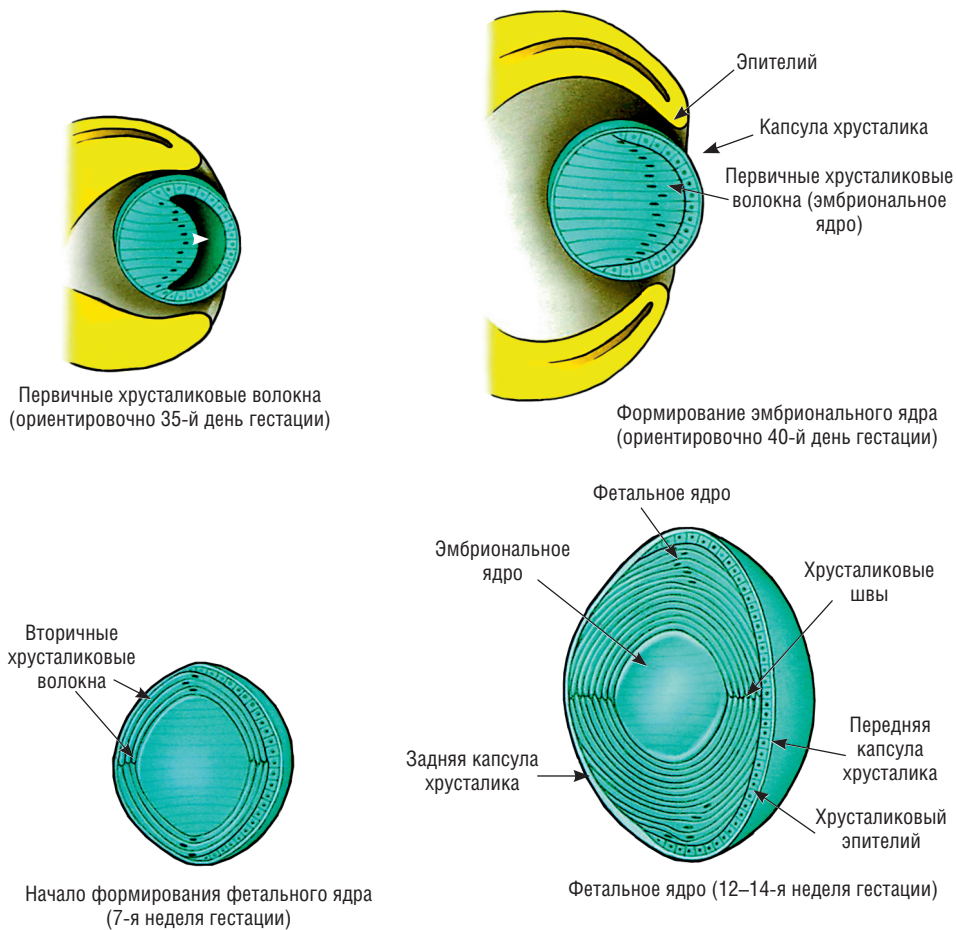 Эпителий
Капсула хрусталика
Первичные хрусталиковые
волокна (эмбриональное
ядро)
Первичные хрусталиковые волокна
(ориентировочно 35-й день гестации)
Формирование эмбрионального ядра
(ориентировочно 40-й день гестации)
Вторичные
хрусталиковые
волокна
Начало формирования фетального ядра
(7-я неделя гестации)
Фетальное ядро
Эмбриональное
ядро
Хрусталиковые
швы
Задняя капсула
хрусталика
Передняя
капсула
хрусталика
Хрусталиковый
эпителий
Фетальное ядро (12–14-я неделя гестации)